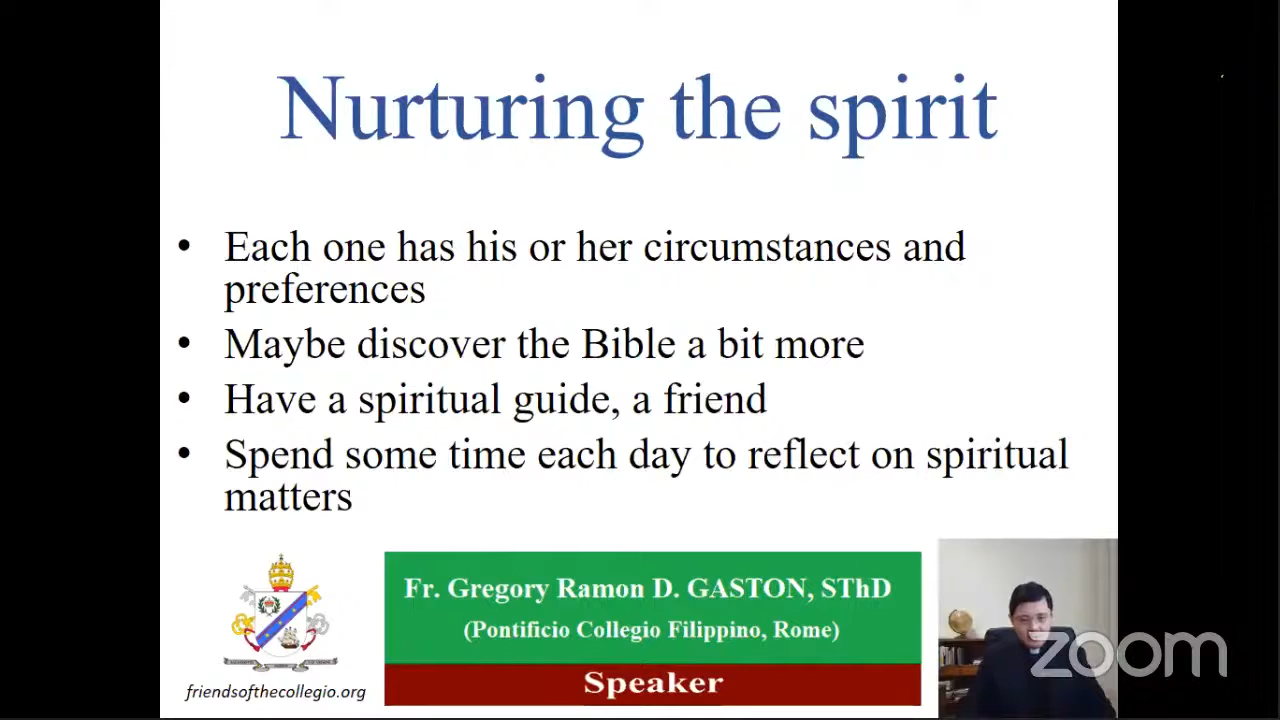 Nurturing the spirit
• Each one has his or her circumstances and
preferences
• Maybe discover the Bible a bit more
• Have a spiritual guide, a friend
• Spend some time each day to reflect on spiritual
matters
Fr. Gregory Ramon D. GASTON, SThD
(Pontificio Collegio Filippino, Rome)
Speaker
friendsofthecollegio.org
zoom